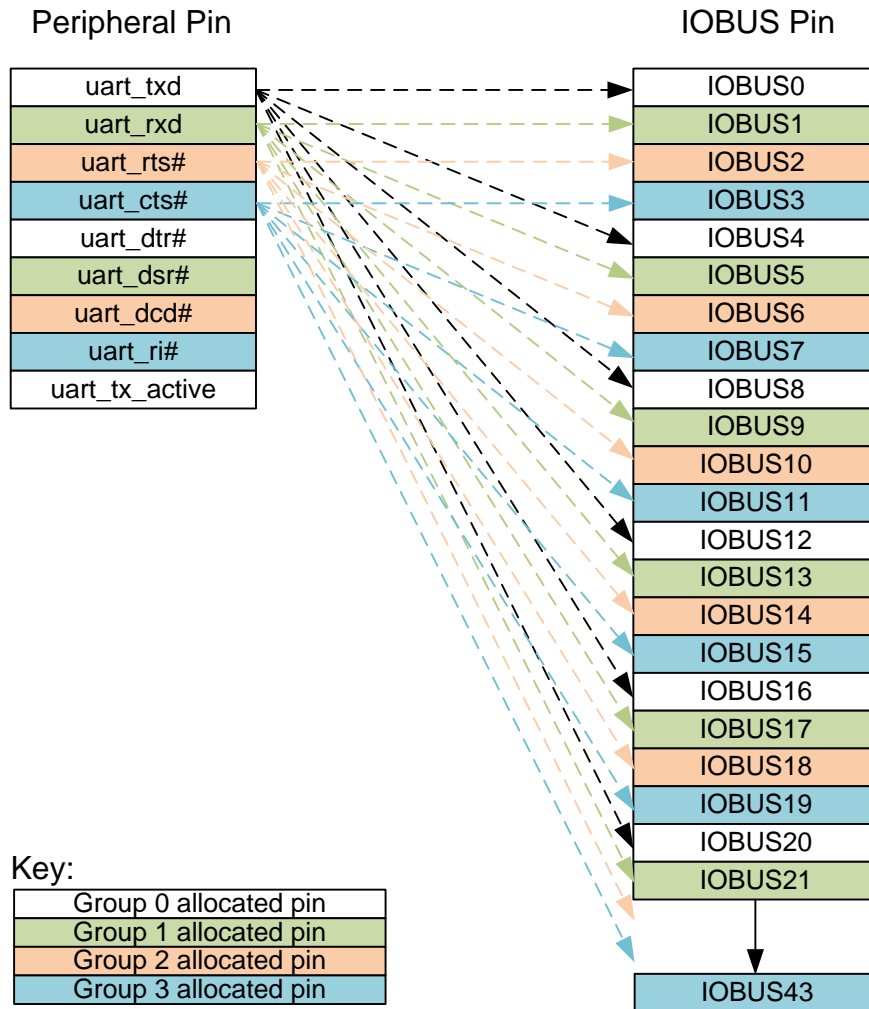 Peripheral Pin
uart_txd
uart_rxd
uart_rts#
uart_cts#
uart_dtr#
uart_dsr#
uart_dcd#
uart_ri#
uart_tx_active
IOBUS Pin
IOBUS0
IOBUS1
IOBUS2
IOBUS3
IOBUS4
IOBUS5
IOBUS6
IOBUS7
IOBUS8
IOBUS9
IOBUS10
IOBUS11
IOBUS12
IOBUS13
IOBUS14
IOBUS15
IOBUS16
IOBUS17
IOBUS18
IOBUS19
IOBUS20
IOBUS21
IOBUS43
Key:
Group 0 allocated pin
Group 1 allocated pin
Group 2 allocated pin
Group 3 allocated pin